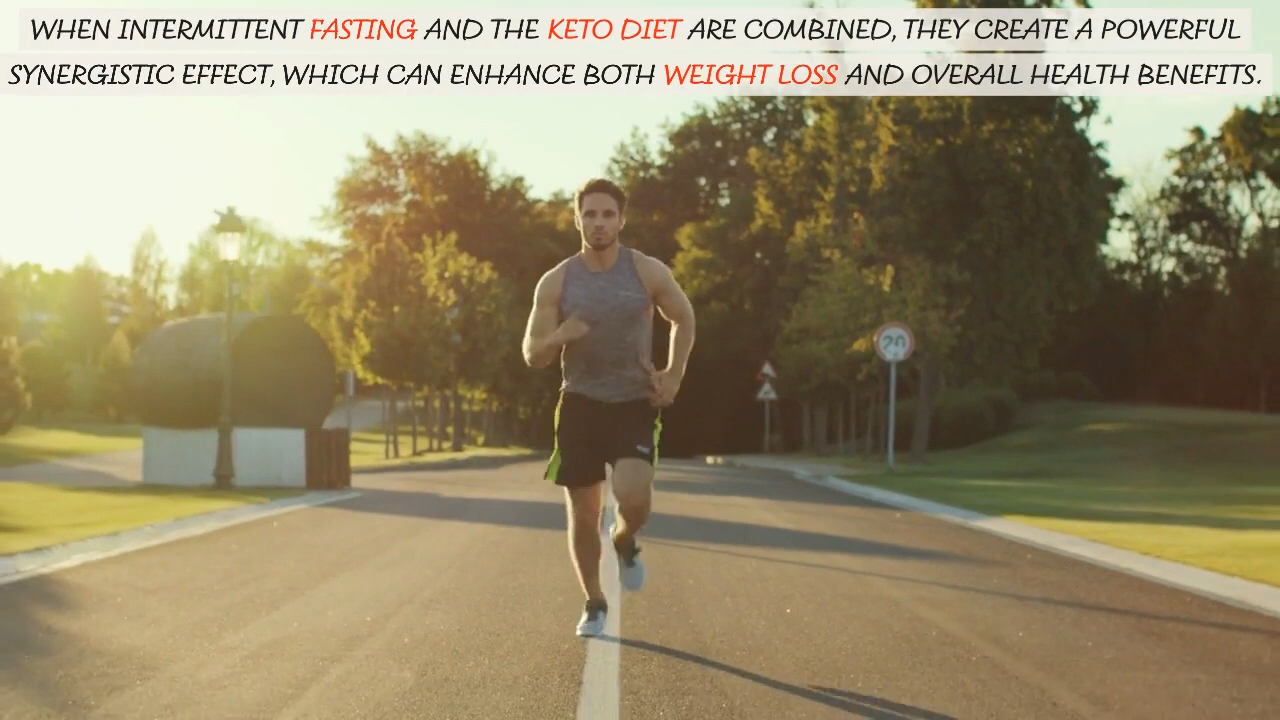 WHEN INTERMITTENT FASTING AND THE KETO DIET ARE COMBINED, THEY CREATE A POWERFUL
SYNERGISTIC EFFECT, WHICH CAN ENHANCE BOTH WEIGHT LOSS AND OVERALL HEALTH BENEFITS.
20